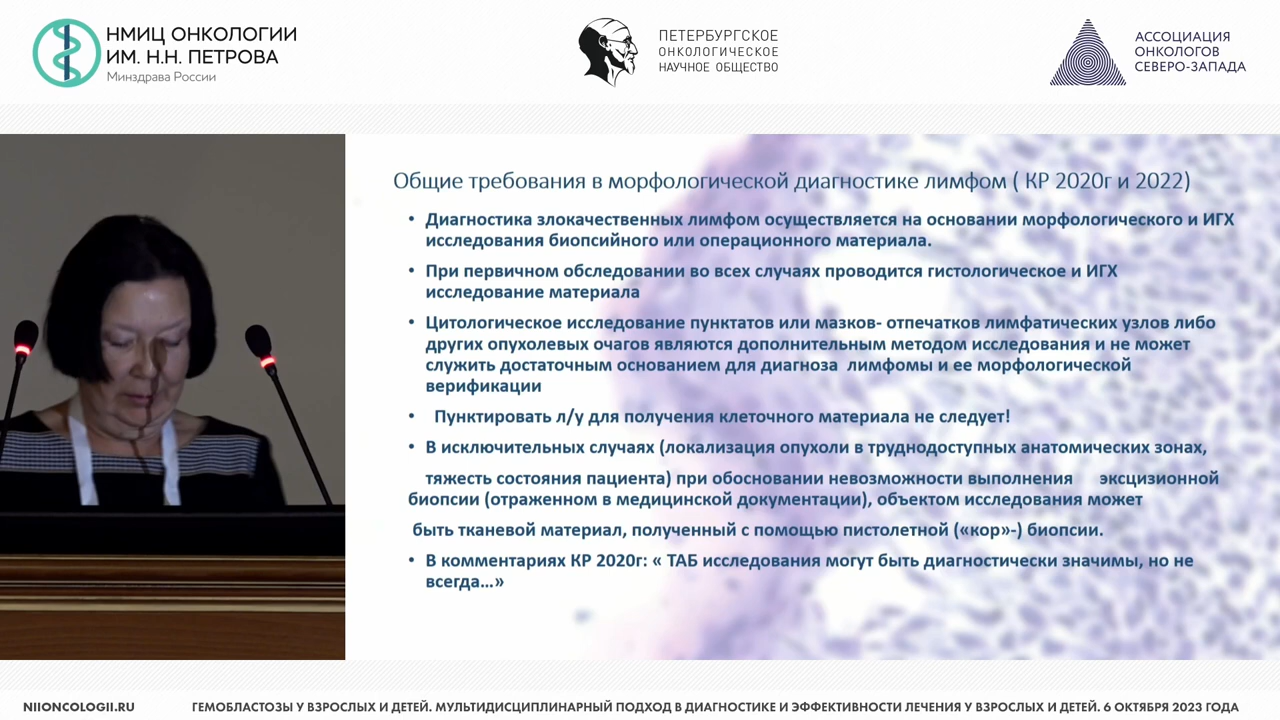 НМИЦ ОНКОЛОГИИ
ИМ. Н.Н. ПЕТРОВА
Минздрава России
ПЕТЕРБУРГСКОЕ
ОНКОЛОГИЧЕСКОЕ
НАУЧНОЕ ОБЩЕСТВО
АССОЦИАЦИЯ
ОНКОЛОГОВ
СЕВЕРО-ЗАПАДА
Общие требования в морфологической диагностике лимфом ( КР 2020г и 2022)
• Диагностика злокачественных лимфом осуществляется на основании морфологического и ИГХ
исследования биопсийного или операционного материала.
• При первичном обследовании во всех случаях проводится гистологическое и ИГХ
исследование материала
• Цитологическое исследование пунктатов или мазков- отпечатков лимфатических узлов либо
других опухолевых очагов являются дополнительным методом исследования и не может
служить достаточным основанием для диагноза лимфомы и ее морфологической
верификации
• Пунктировать л/у для получения клеточного материала не следует!
• В исключительных случаях (локализация опухоли в труднодоступных анатомических зонах,
тяжесть состояния пациента) при обосновании невозможности выполнения эксцизионной
биопсии (отраженном в медицинской документации), объектом исследования может
быть тканевой материал, полученный с помощью пистолетной («кор»-) биопсии.
• В комментариях КР 2020г: « ТАБ исследования могут быть диагностически значимы, но не
всегда…»
NIIONCOLOGII.RU
ГЕМОБЛАСТОЗЫ У ВЗРОСЛЫХ И ДЕТЕЙ. МУЛЬТИДИСЦИПЛИНАРНЫЙ ПОДХОД В ДИАГНОСТИКЕ И ЭФФЕКТИВНОСТИ ЛЕЧЕНИЯ У ВЗРОСЛЫХ И ДЕТЕЙ. 6 ОКТЯБРЯ 2023 ГОДА